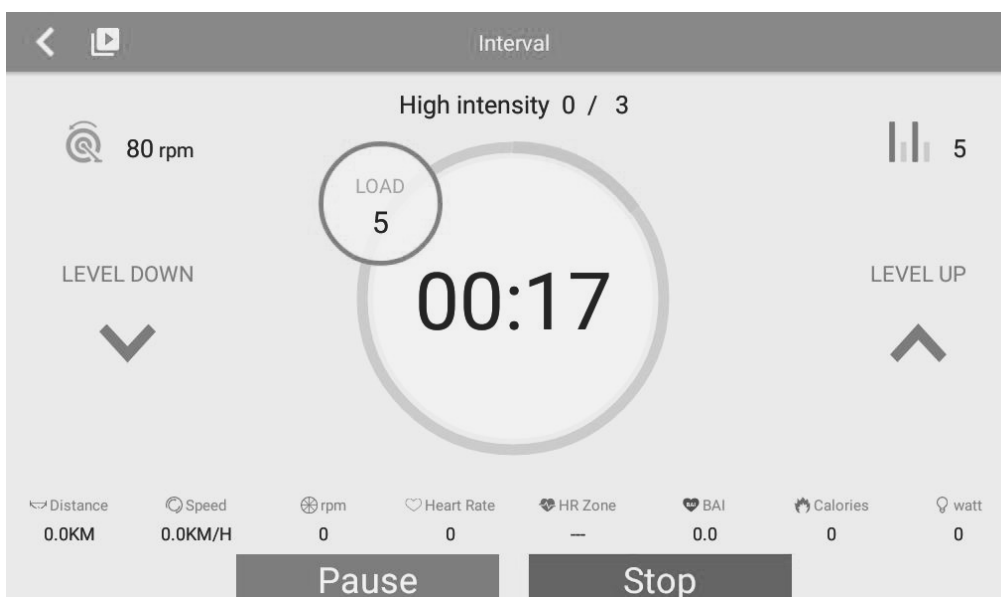 Interval
High intensity 0 / 3
80 rpm
5
LOAD
5
LEVEL DOWN
00:17
LEVEL UP
Distance Speed rpm Heart Rate HR Zone BAI Calories watt
0.0KM 0.0KM/H 0 0 --- 0.0 0 0
Pause Stop